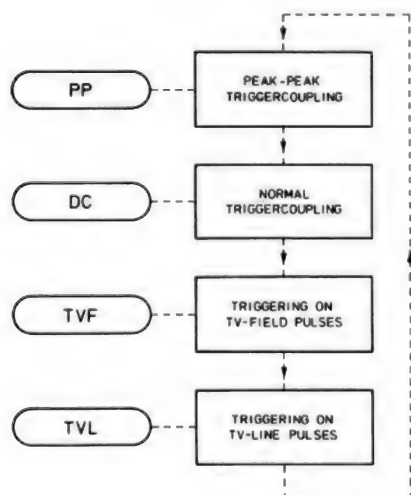 PP
PEAK-PEAK
TRIGGERCOUPLING
DC
NORMAL
TRIGGERCOUPLING
TVF
TRIGGERING ON
TV-FIELD PULSES
TVL
TRIGGERING ON
TV-LINE PULSES